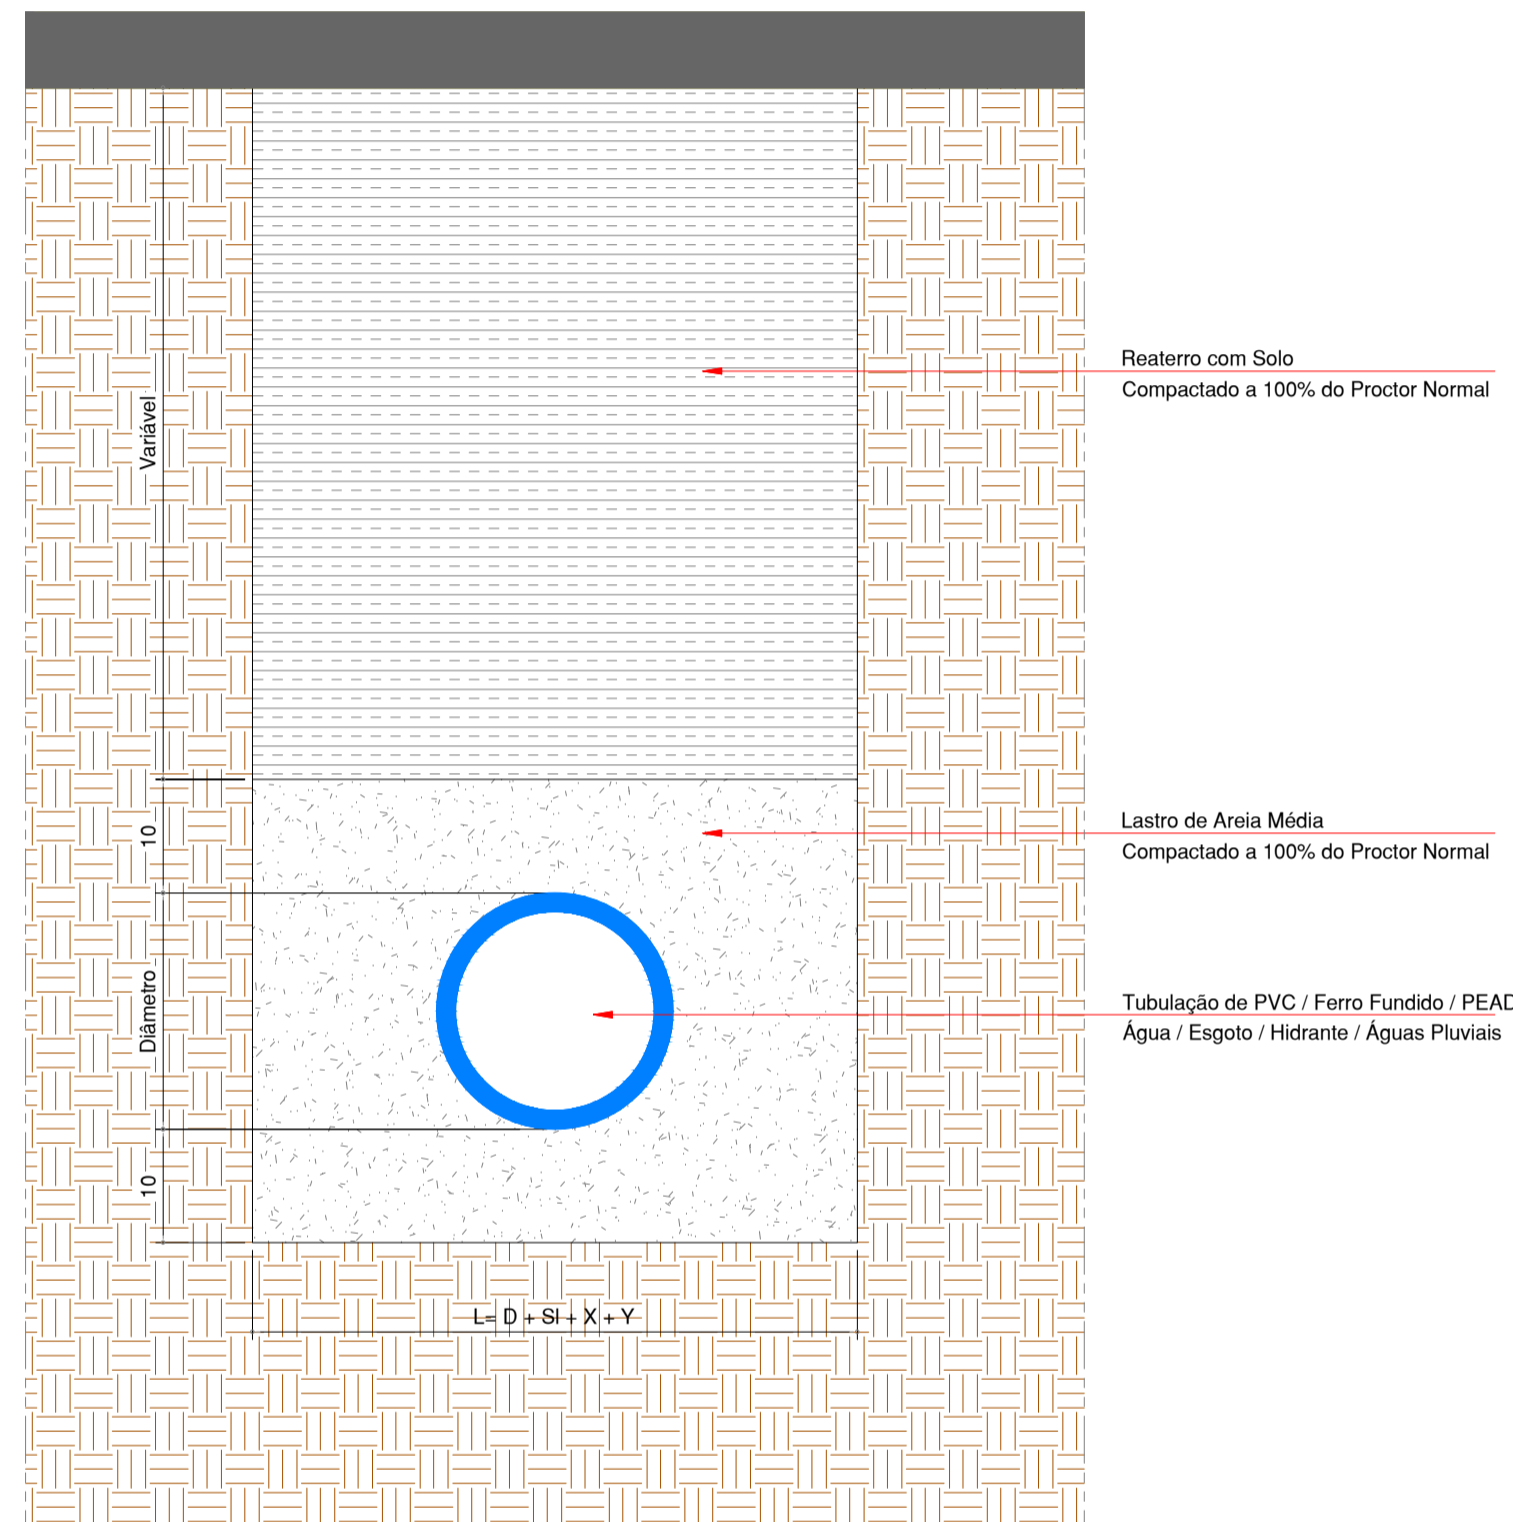 Reaterro com Solo
Compactado a 100% do Proctor Normal
Variável
Lastro de Areia Média
Compactado a 100% do Proctor Normal
10
Diâmetro
Tubulação de PVC / Ferro Fundido / PEAD
Água / Esgoto / Hidrante / Águas Pluviais
10
L= D + Sl + X + Y